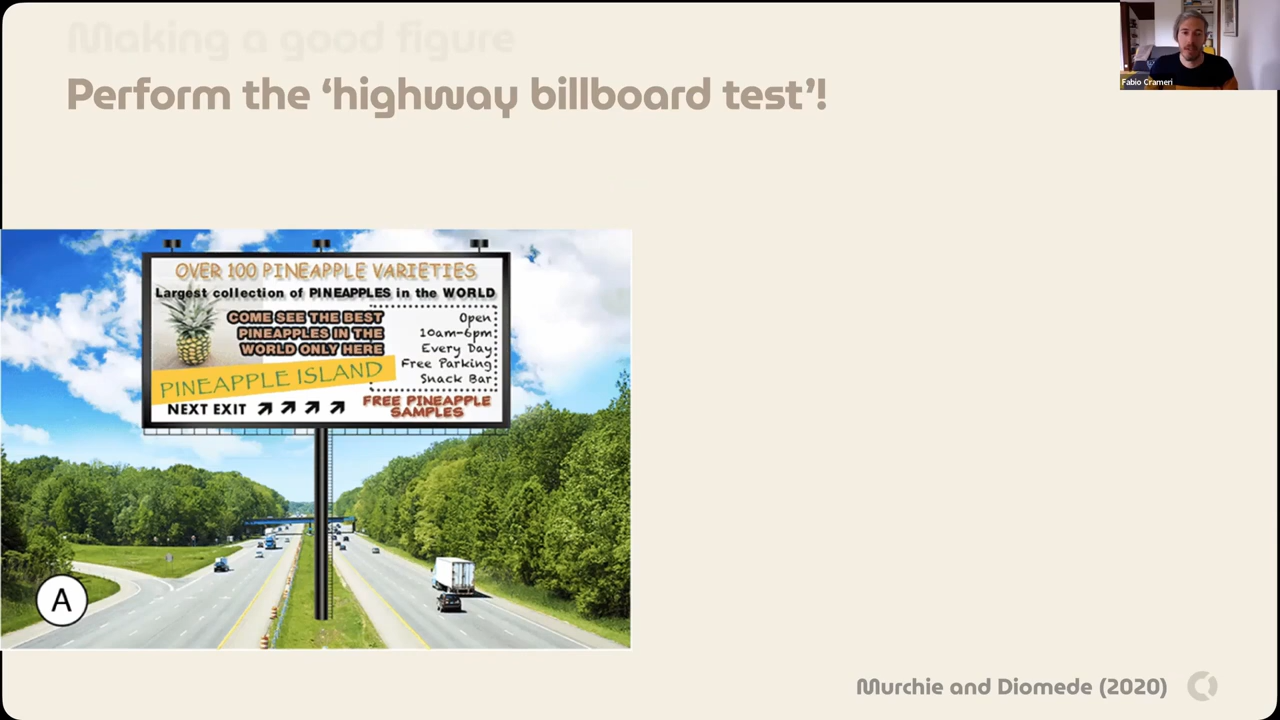 Making a good figure
Perform the ‘highway billboard test’!
Fabio Crameri
OVER 100 PINEAPPLE VARIETIES
Largest collection of PINEAPPLES in the WORLD
COME SEE THE BEST
PINEAPPLES IN THE
WORLD ONLY HERE
PINEAPPLE ISLAND
NEXT EXIT
Open
10am-6pm
Every Day
Free Parking
Snack Bar
FREE PINEAPPLE
SAMPLES
A
Murchie and Diomede (2020)